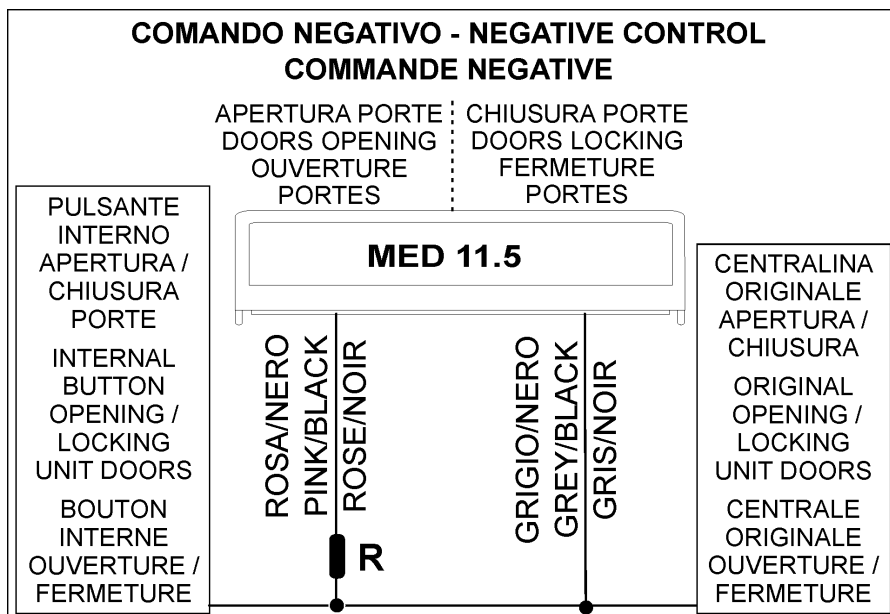 COMANDO NEGATIVO - NEGATIVE CONTROL
COMMANDE NEGATIVE
APERTURA PORTE
DOORS OPENING
OUVERTURE
PORTES
CHIUSURA PORTE
DOORS LOCKING
FERMETURE
PORTES
PULSANTE
INTERNO
APERTURA /
CHIUSURA
PORTE
INTERNAL
BUTTON
OPENING /
LOCKING
UNIT DOORS
BOUTON
INTERNE
OUVERTURE /
FERMETURE
MED 11.5
ROSA/NERO
PINK/BLACK
ROSE/NOIR
R
GRIGIO/NERO
GREY/BLACK
GRIS/NOIR
CENTRALINA
ORIGINALE
APERTURA /
CHIUSURA
ORIGINAL
OPENING /
LOCKING
UNIT DOORS
CENTRALE
ORIGINALE
OUVERTURE /
FERMETURE